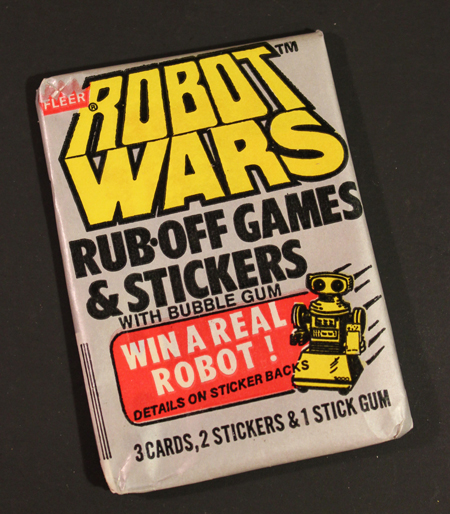 FLEER
® ROBOT™
WARS
RUB·OFF GAMES
& STICKERS
WITH BUBBLE GUM
WIN A REAL
ROBOT!
DETAILS ON STICKER BACKS
3 CARDS, 2 STICKERS & 1 STICK GUM